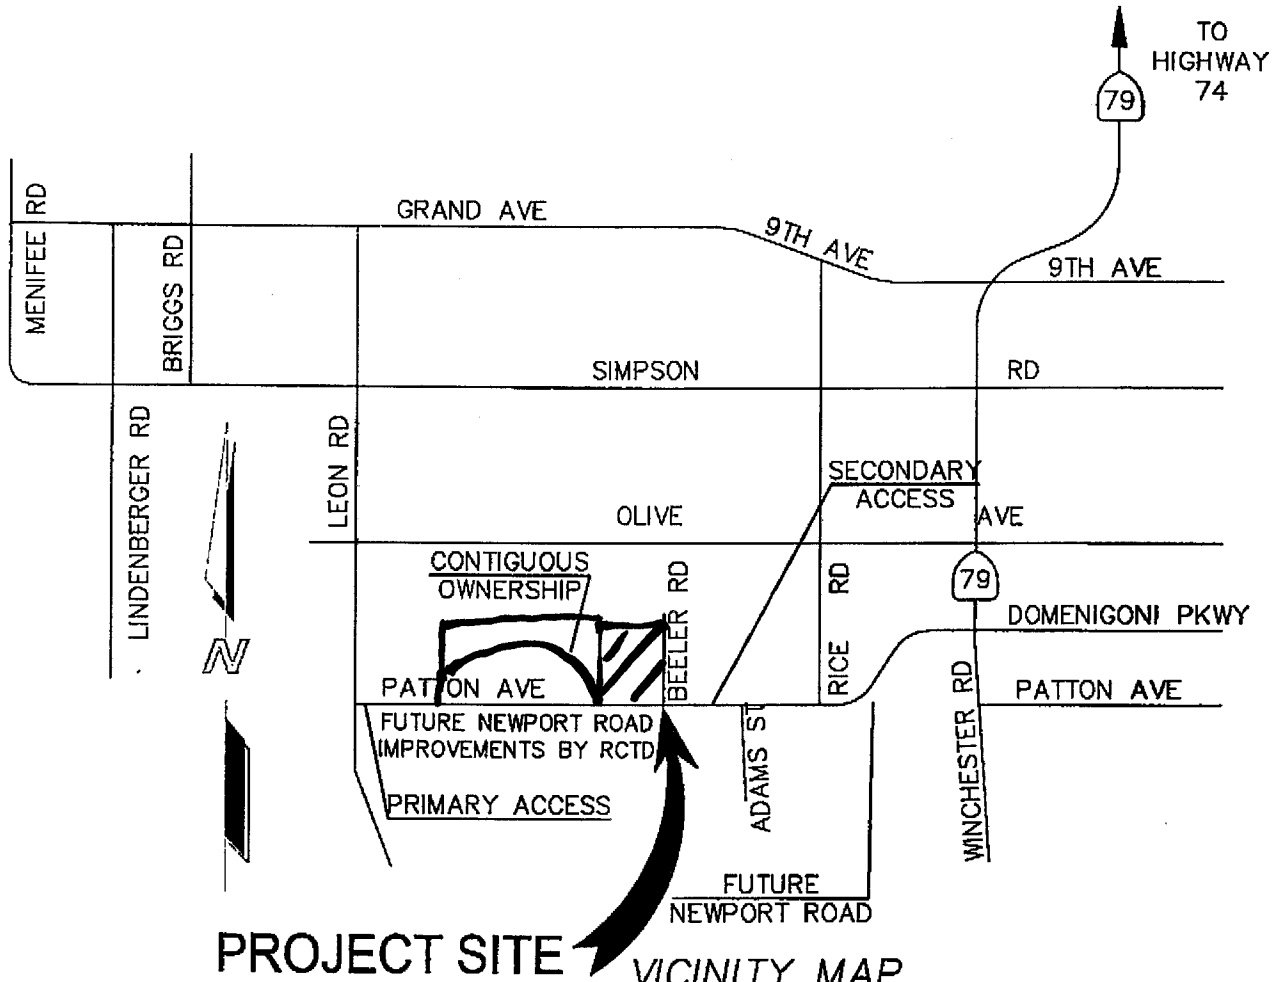 TO
HIGHWAY
74
79
MENIFEE RD
GRAND AVE
9TH AVE
9TH AVE
BRIGGS RD
SIMPSON RD
LINDENBERGER RD
LEON RD
SECONDARY
ACCESS
OLIVE AVE
CONTIGUOUS
OWNERSHIP
BEELER RD
RICE RD
79
DOMENIGONI PKWY
N
PATTON AVE
PATTON AVE
FUTURE NEWPORT ROAD
IMPROVEMENTS BY RCTD
ADAMS ST
WINCHESTER RD
PRIMARY ACCESS
FUTURE
NEWPORT ROAD
PROJECT SITE
VICINITY MAP